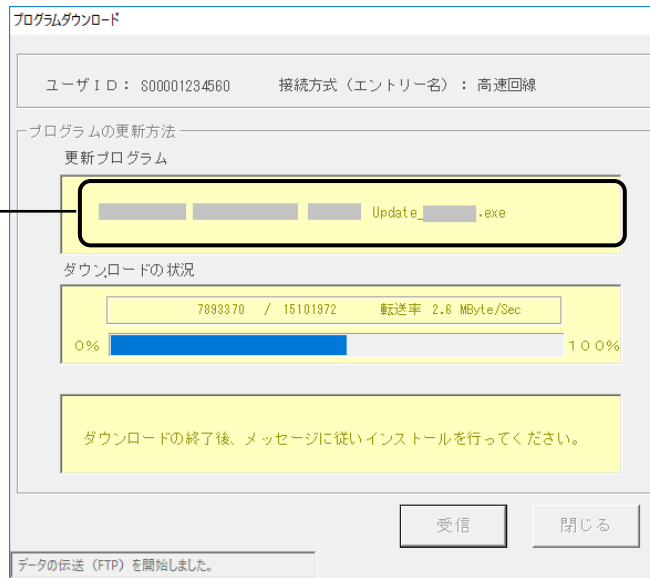 プログラムダウンロード
ユーザID： S00001234560 接続方式（エントリー名）： 高速回線
プログラムの更新方法
更新プログラム
Update_ .exe
ダウンロードの状況
7893370 / 15101972 転送率 2.6 MByte/Sec
0% 100%
ダウンロードの終了後、メッセージに従いインストールを行ってください。
受信 閉じる
データの伝送（FTP）を開始しました。